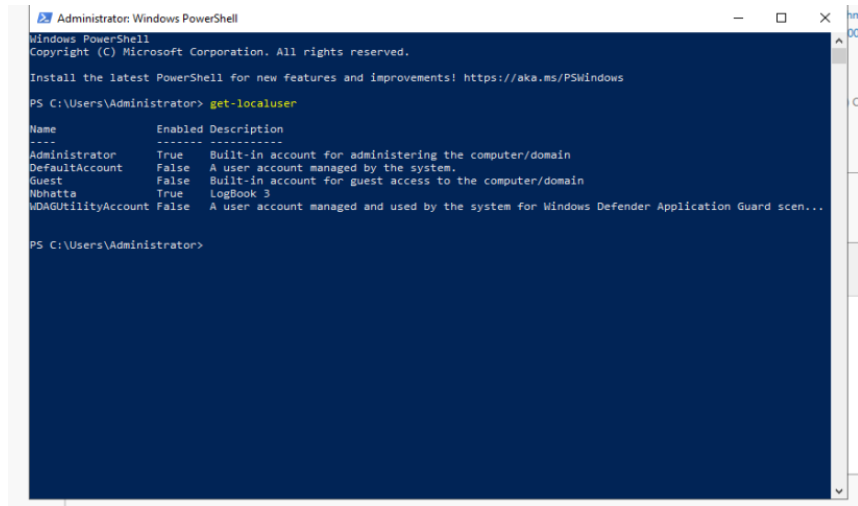 Administrator: Windows PowerShell
Windows PowerShell
Copyright (C) Microsoft Corporation. All rights reserved.
Install the latest PowerShell for new features and improvements! https://aka.ms/PSWindows
PS C:\Users\Administrator> get-localuser
Name Enabled Description
---- ------- -----------
Administrator True Built-in account for administering the computer/domain
DefaultAccount False A user account managed by the system.
Guest False Built-in account for guest access to the computer/domain
Nbhatta True LogBook 3
WDAGUtilityAccount False A user account managed and used by the system for Windows Defender Application Guard scen...
PS C:\Users\Administrator>